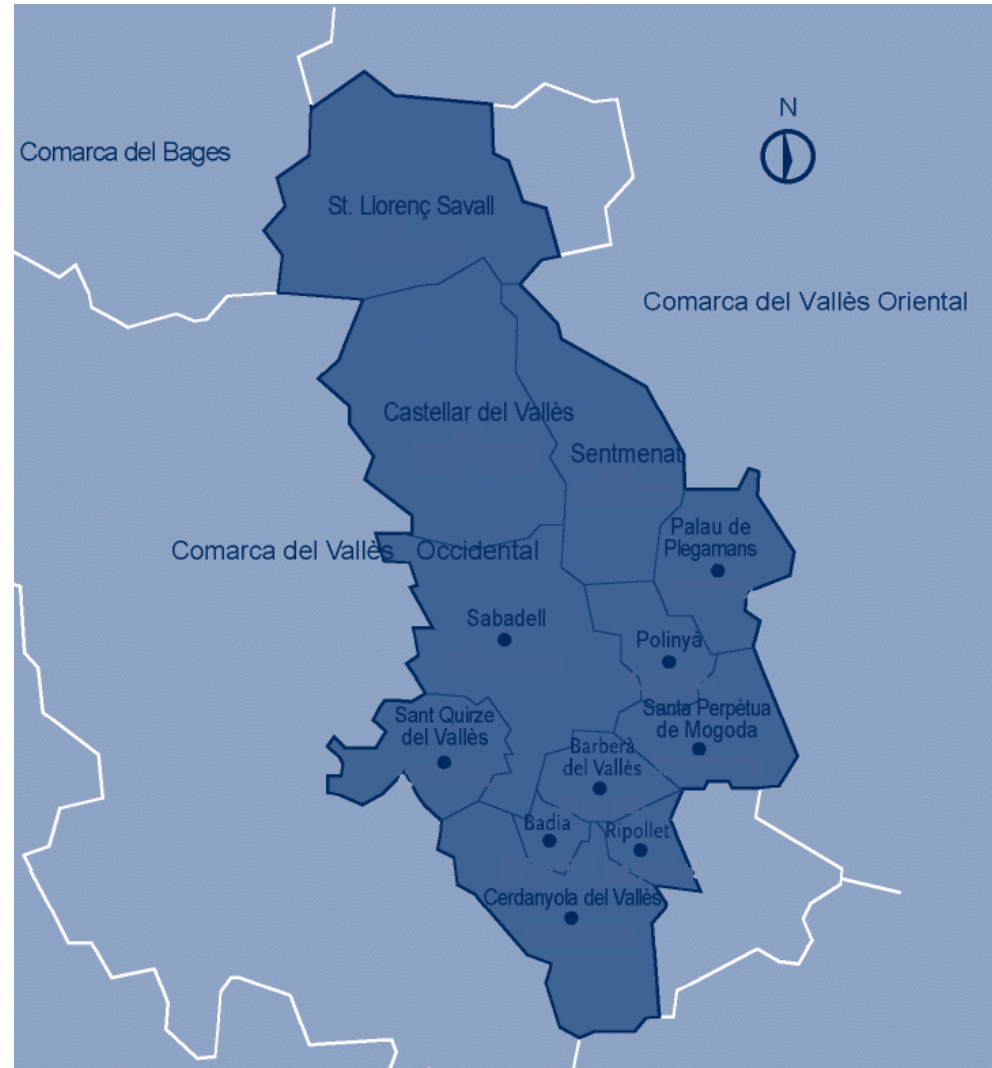 N
Comarca del Bages
St. Llorenç Savall
Comarca del Vallès Oriental
Castellar del Vallès
Sentmenat
Palau de
Plegamans
Comarca del Vallès Occidental
Sabadell
Polinyà
Santa Perpètua
de Mogoda
Sant Quirze
del Vallès
Barberà
del Vallès
Badia
Ripollet
Cerdanyola del Vallès